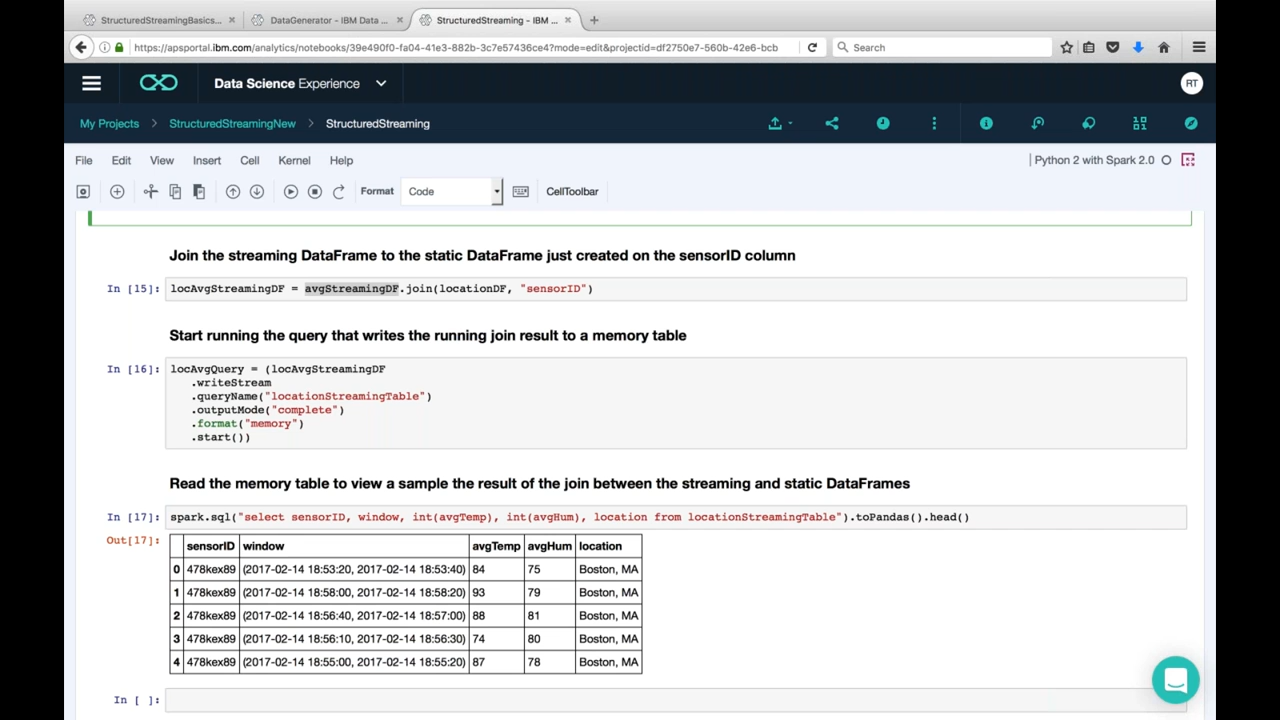 StructuredStreamingBasics... × DataGenerator - IBM Data ... × StructuredStreaming - IBM ... × +
https://apsportal.ibm.com/analytics/notebooks/39e490f0-fa04-41e3-882b-3c7e57436ce4?mode=edit&projectid=df2750e7-560b-42e6-bcb Search
Data Science Experience RT
My Projects > StructuredStreamingNew > StructuredStreaming
File Edit View Insert Cell Kernel Help Python 2 with Spark 2.0
Format Code CellToolbar
Join the streaming DataFrame to the static DataFrame just created on the sensorID column
In [15]: locAvgStreamingDF = avgStreamingDF.join(locationDF, "sensorID")
Start running the query that writes the running join result to a memory table
In [16]: locAvgQuery = (locAvgStreamingDF
.writeStream
.queryName("locationStreamingTable")
.outputMode("complete")
.format("memory")
.start())
Read the memory table to view a sample the result of the join between the streaming and static DataFrames
In [17]: spark.sql("select sensorID, window, int(avgTemp), int(avgHum), location from locationStreamingTable").toPandas().head()
Out[17]:
sensorID window avgTemp avgHum location
0 478kex89 (2017-02-14 18:53:20, 2017-02-14 18:53:40) 84 75 Boston, MA
1 478kex89 (2017-02-14 18:58:00, 2017-02-14 18:58:20) 93 79 Boston, MA
2 478kex89 (2017-02-14 18:56:40, 2017-02-14 18:57:00) 88 81 Boston, MA
3 478kex89 (2017-02-14 18:56:10, 2017-02-14 18:56:30) 74 80 Boston, MA
4 478kex89 (2017-02-14 18:55:00, 2017-02-14 18:55:20) 87 78 Boston, MA
In [ ]: